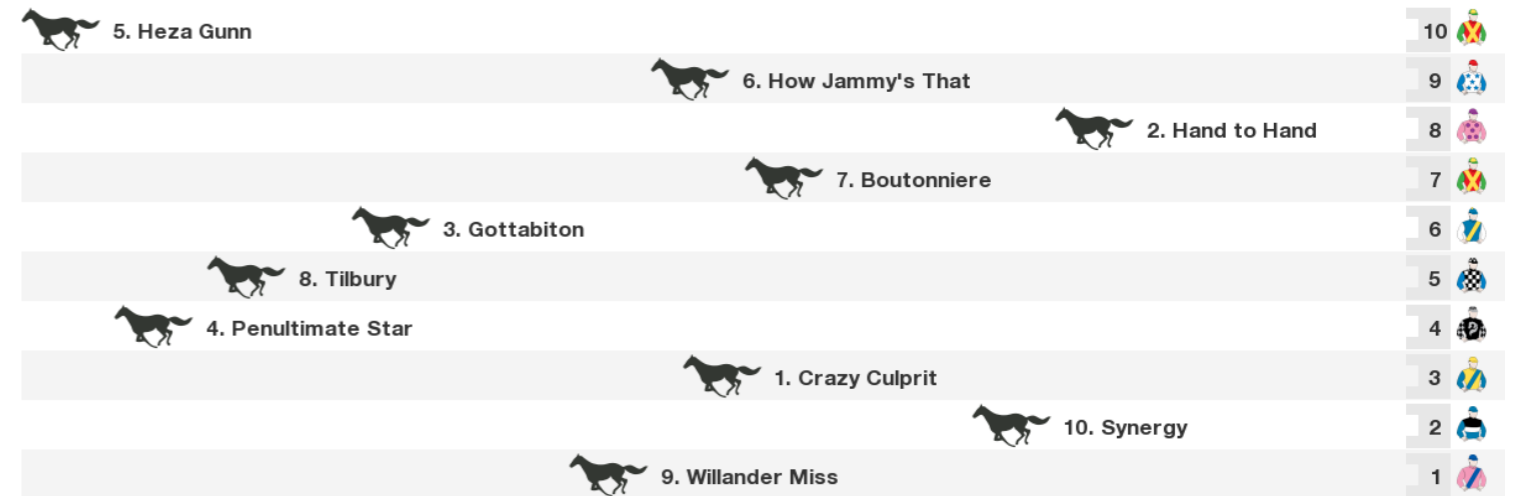 5. Heza Gunn 10
6. How Jammy's That 9
2. Hand to Hand 8
7. Boutonniere 7
3. Gottabiton 6
8. Tilbury 5
4. Penultimate Star 4
1. Crazy Culprit 3
10. Synergy 2
9. Willander Miss 1